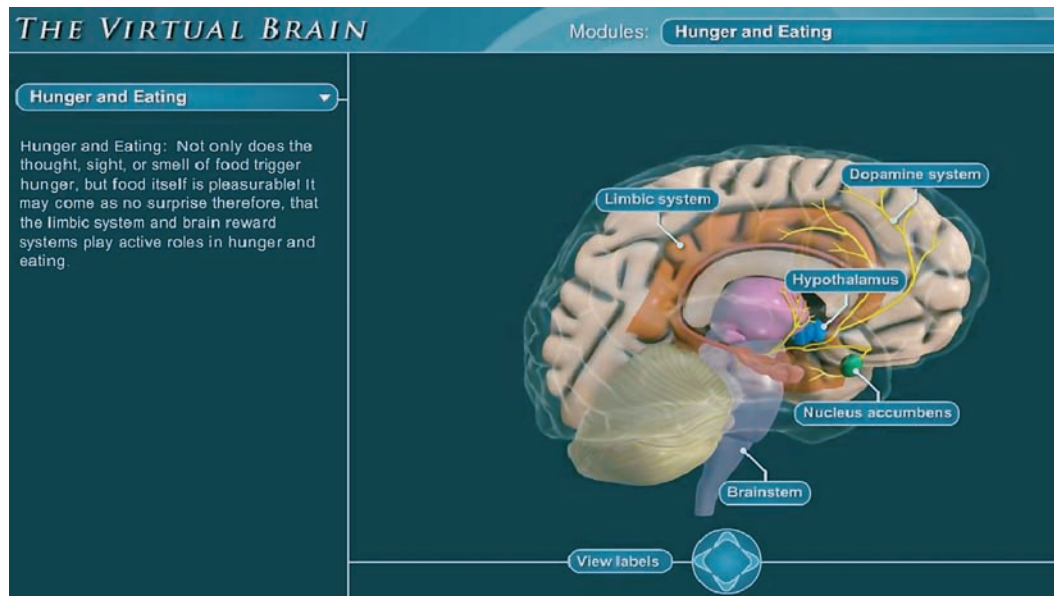 THE VIRTUAL BRAIN
Modules: Hunger and Eating
Hunger and Eating
Hunger and Eating: Not only does the
thought, sight, or smell of food trigger
hunger, but food itself is pleasurable! It
may come as no surprise therefore, that
the limbic system and brain reward
systems play active roles in hunger and
eating.
Dopamine system
Limbic system
Hypothalamus
Nucleus accumbens
Brainstem
View labels